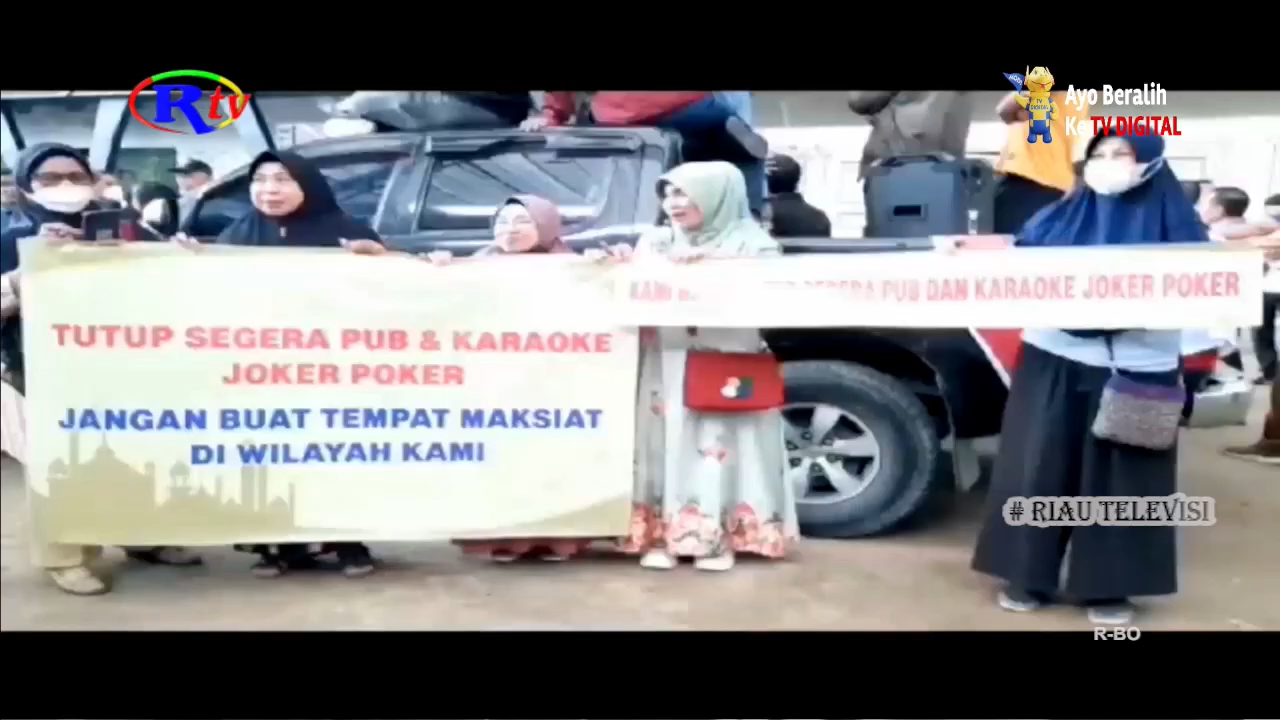 Rtv
Ayo Beralih
Ke TV DIGITAL
KAMI SEGERA PUB DAN KARAOKE JOKER POKER
TUTUP SEGERA PUB & KARAOKE
JOKER POKER
JANGAN BUAT TEMPAT MAKSIAT
DI WILAYAH KAMI
# RIAU TELEVISI
R-BO